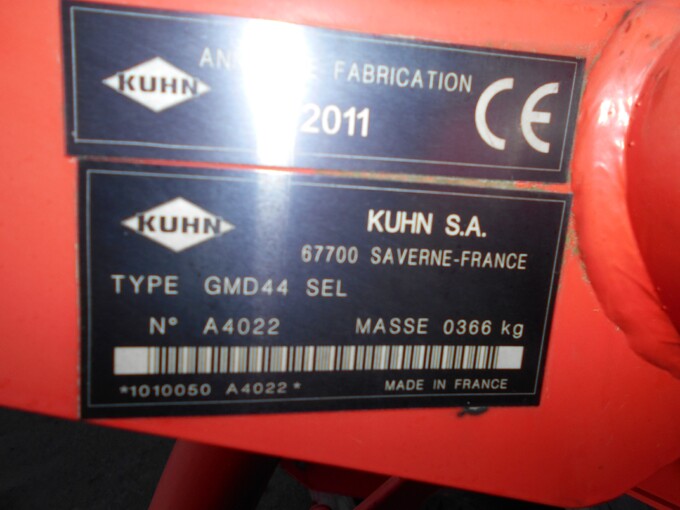 KUHN
FABRICATION
2011
CE
KUHN
KUHN S.A.
67700 SAVERNE-FRANCE
TYPE GMD44 SEL
N° A4022 MASSE 0366 kg
*1010050 A4022*
MADE IN FRANCE